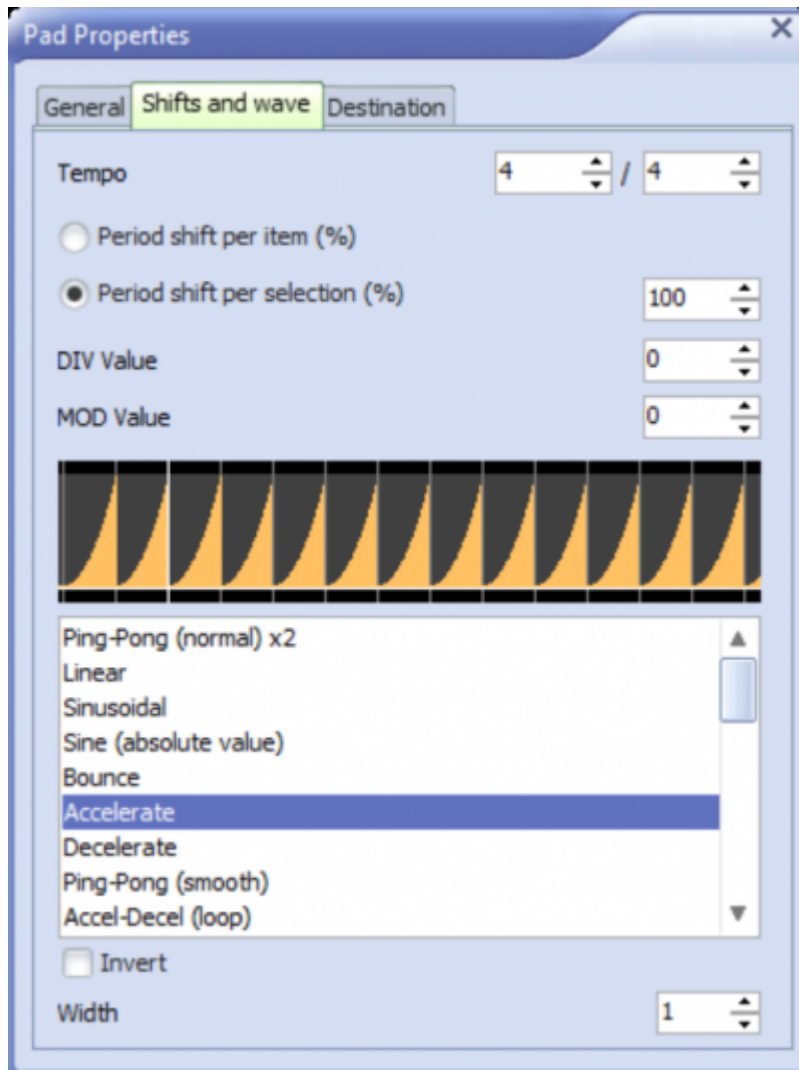 Pad Properties
General Shifts and wave Destination
Tempo 4 / 4
Period shift per item (%)
Period shift per selection (%) 100
DIV Value 0
MOD Value 0
Ping-Pong (normal) x2
Linear
Sinusoidal
Sine (absolute value)
Bounce
Accelerate
Decelerate
Ping-Pong (smooth)
Accel-Decel (loop)
Invert
Width 1